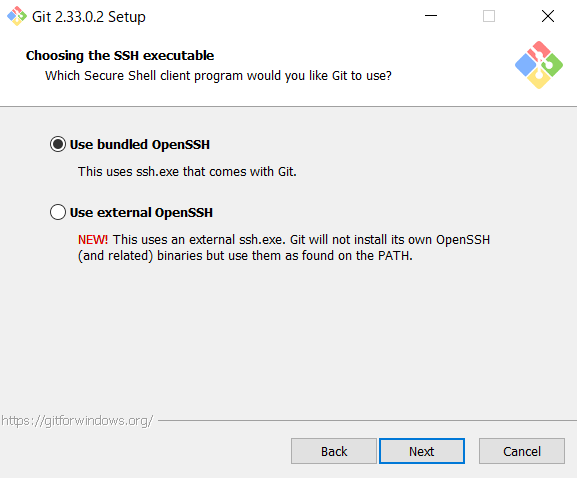 Git 2.33.0.2 Setup
Choosing the SSH executable
Which Secure Shell client program would you like Git to use?
Use bundled OpenSSH
This uses ssh.exe that comes with Git.
Use external OpenSSH
NEW! This uses an external ssh.exe. Git will not install its own OpenSSH
(and related) binaries but use them as found on the PATH.
https://gitforwindows.org/
Back Next Cancel